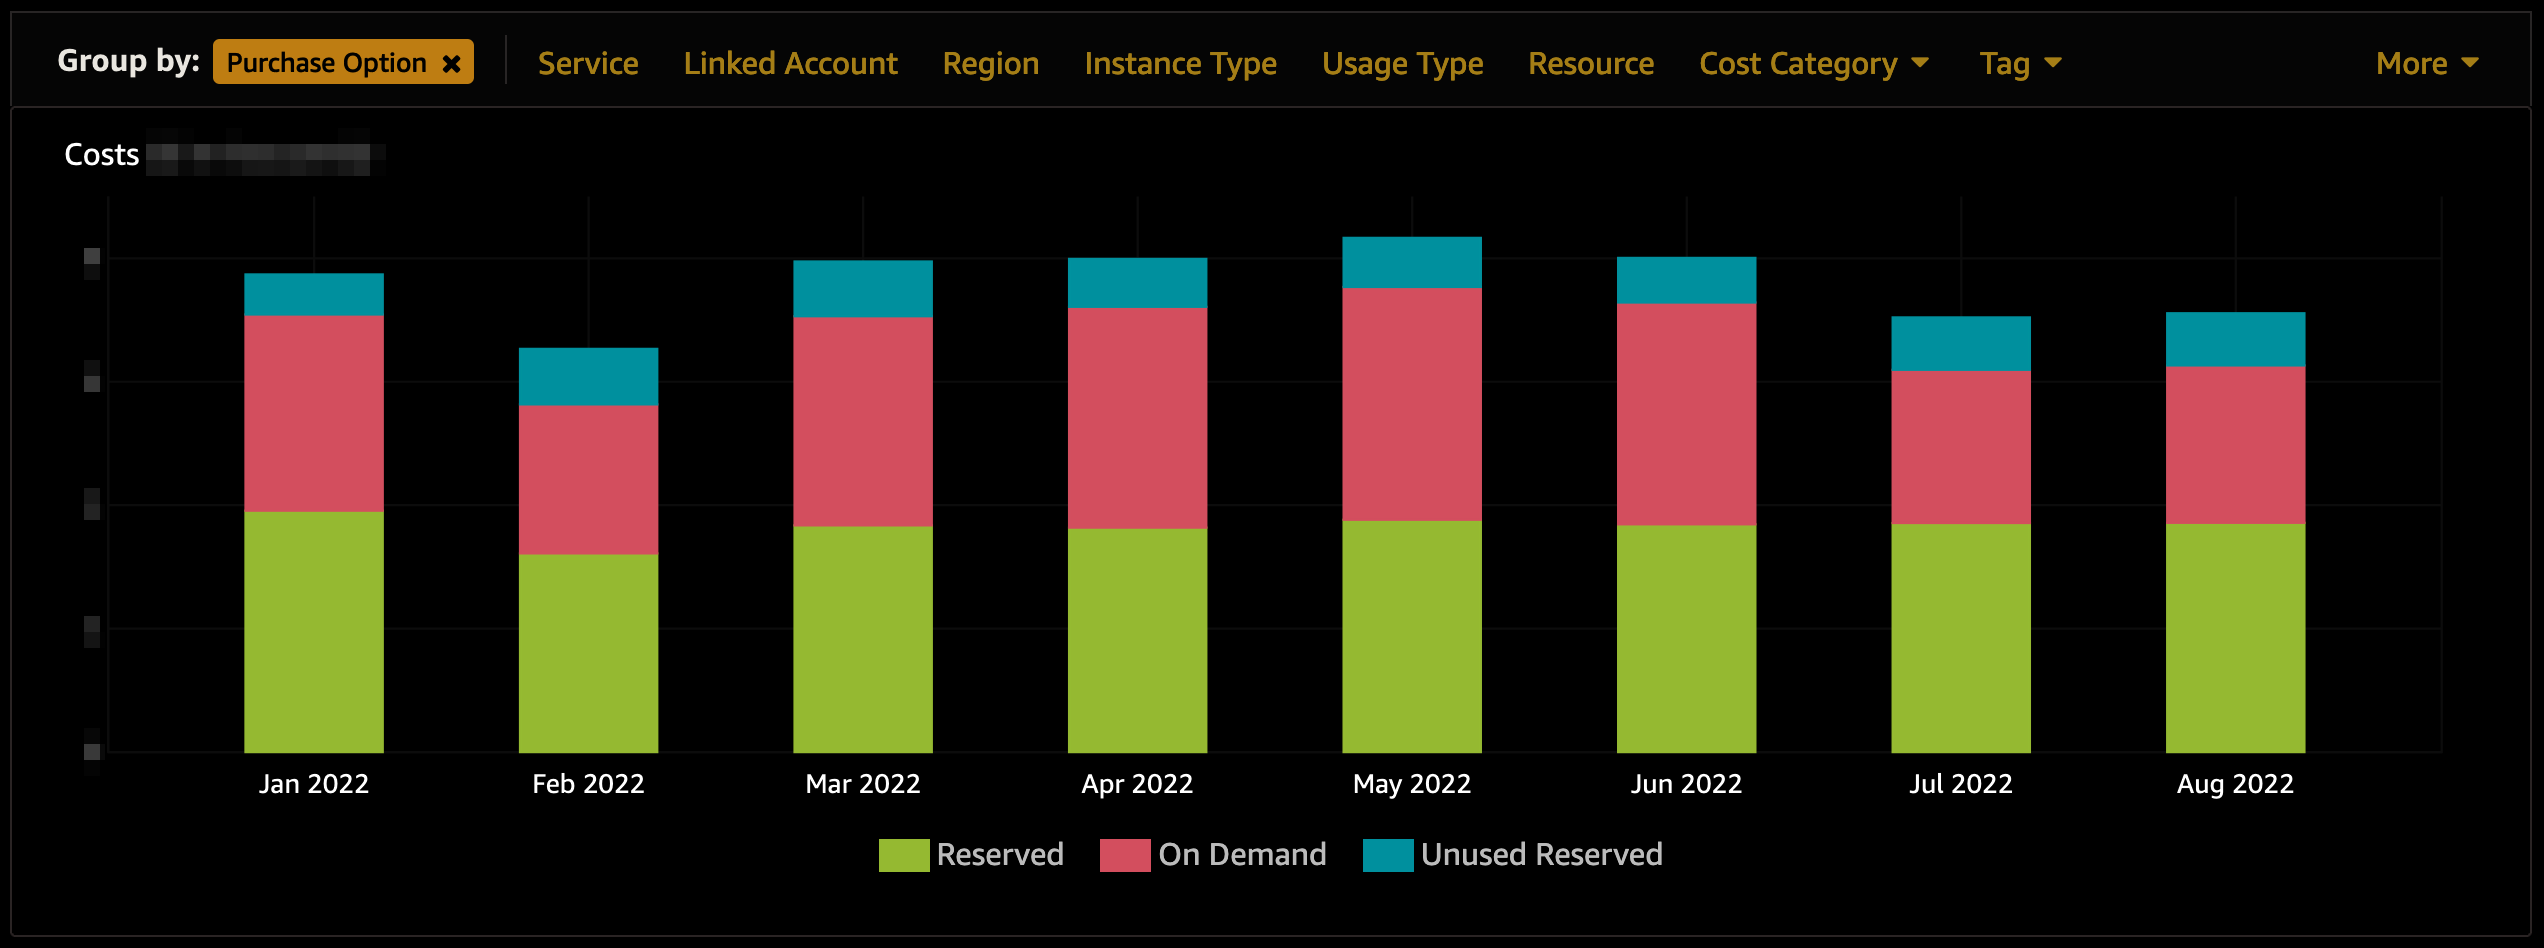 Group by: Purchase Option ✖ Service Linked Account Region Instance Type Usage Type Resource Cost Category Tag More
Costs
Jan 2022 Feb 2022 Mar 2022 Apr 2022 May 2022 Jun 2022 Jul 2022 Aug 2022
Reserved On Demand Unused Reserved